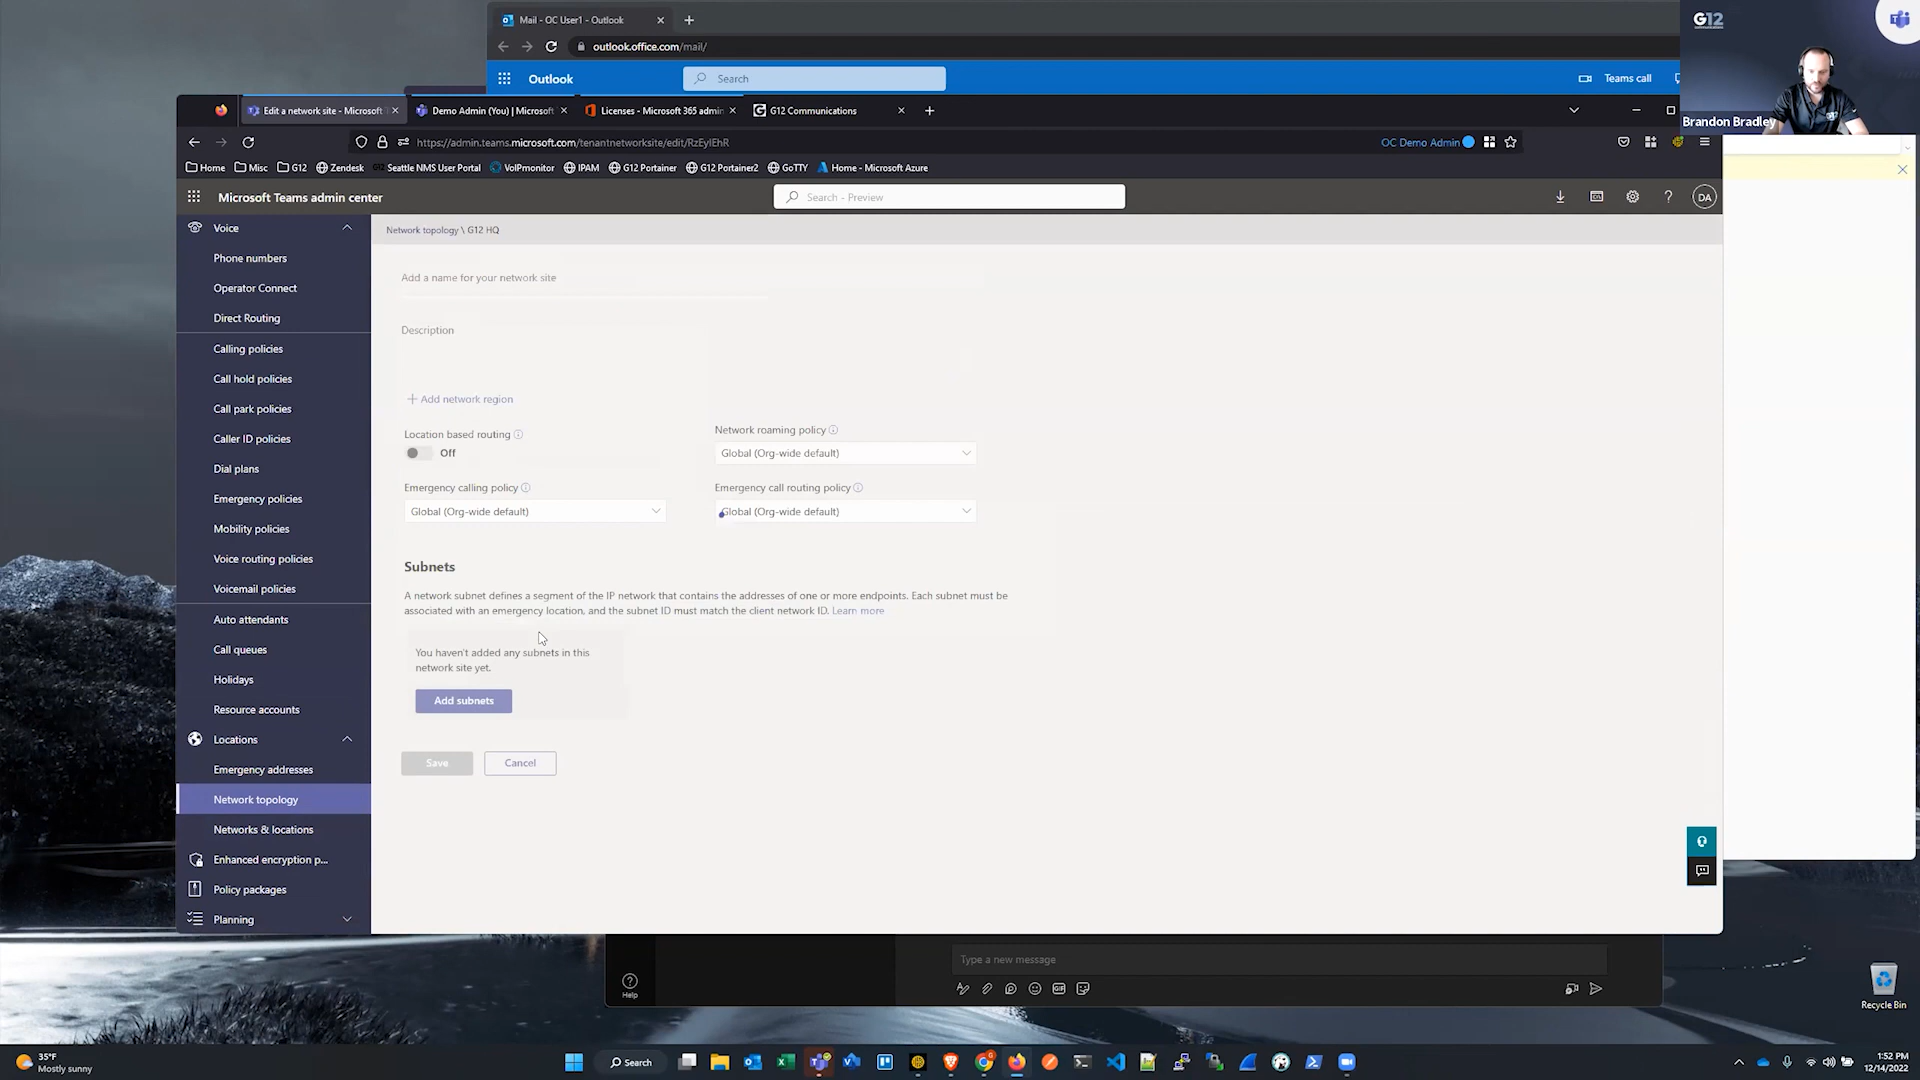 Mail - OC User1 - Outlook
outlook.office.com/mail/
Outlook
Search
Teams call
G12
Brandon Bradley
Edit a network site - Microsoft
Demo Admin (You) | Microsoft
Licenses - Microsoft 365 admin
G12 Communications
https://admin.teams.microsoft.com/tenantnetworksite/edit/RzEylEhR
OC Demo Admin
Home
Misc
G12
Zendesk
Seattle NMS User Portal
VoIPmonitor
IPAM
G12 Portainer
G12 Portainer2
GoTTY
Home - Microsoft Azure
Microsoft Teams admin center
Search - Preview
?
DA
Voice
Phone numbers
Operator Connect
Direct Routing
Calling policies
Call hold policies
Call park policies
Caller ID policies
Dial plans
Emergency policies
Mobility policies
Voice routing policies
Voicemail policies
Auto attendants
Call queues
Holidays
Resource accounts
Locations
Emergency addresses
Network topology
Networks & locations
Enhanced encryption p...
Policy packages
Planning
Network topology \ G12 HQ
Add a name for your network site
Description
Add network region
Location based routing
Off
Network roaming policy
Global (Org-wide default)
Emergency calling policy
Global (Org-wide default)
Emergency call routing policy
Global (Org-wide default)
Subnets
A network subnet defines a segment of the IP network that contains the addresses of one or more endpoints. Each subnet must be
associated with an emergency location, and the subnet ID must match the client network ID. Learn more
You haven't added any subnets in this
network site yet.
Add subnets
Save
Cancel
Help
Type a new message
GIF
Recycle Bin
35°F
Mostly sunny
Search
1:52 PM
12/14/2022